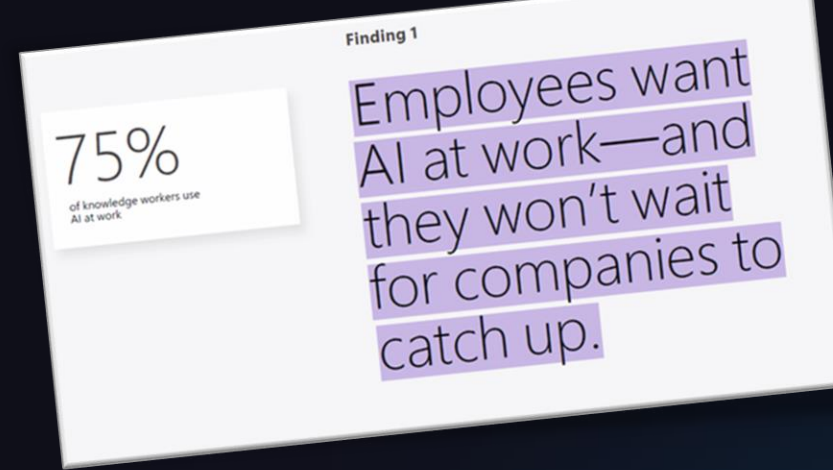 Finding 1
75%
of knowledge workers use
AI at work
Employees want
AI at work—and
they won’t wait
for companies to
catch up.